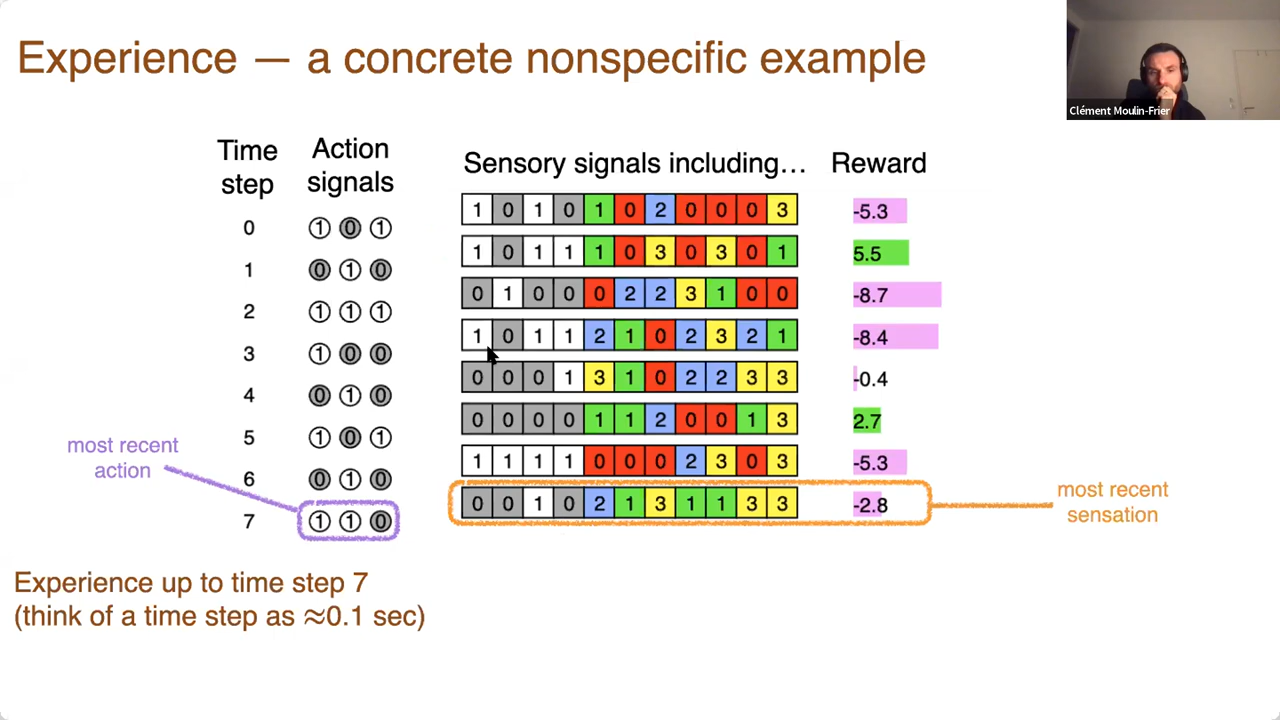 Experience — a concrete nonspecific example
Clément Moulin-Frier
Time step
Action signals
Sensory signals including...
Reward
0 1 0 1 1 0 1 0 1 0 2 0 0 0 3 -5.3
1 0 1 0 1 0 1 1 1 0 3 0 3 0 1 5.5
2 1 1 1 0 1 0 0 0 2 2 3 1 0 0 -8.7
3 1 0 0 1 0 1 1 2 1 0 2 3 2 1 -8.4
4 0 1 0 0 0 0 1 3 1 0 2 2 3 3 -0.4
5 1 0 1 0 0 0 0 1 1 2 0 0 1 3 2.7
6 0 1 0 1 1 1 1 0 0 0 2 3 0 3 -5.3
7 1 1 0 0 0 1 0 2 1 3 1 1 3 3 -2.8
most recent
action
most recent
sensation
Experience up to time step 7
(think of a time step as ≈0.1 sec)